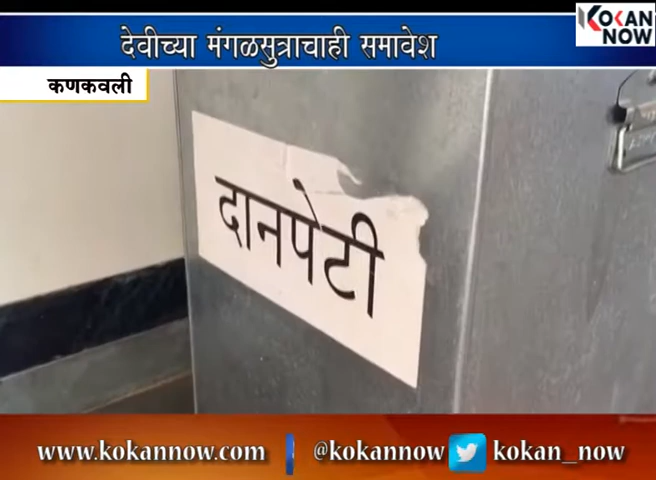 KOKAN
NOW
देवीच्या मंगळसुत्राचाही समावेश
कणकवली
दानपेटी
www.kokannow.com | @kokannow kokan_now